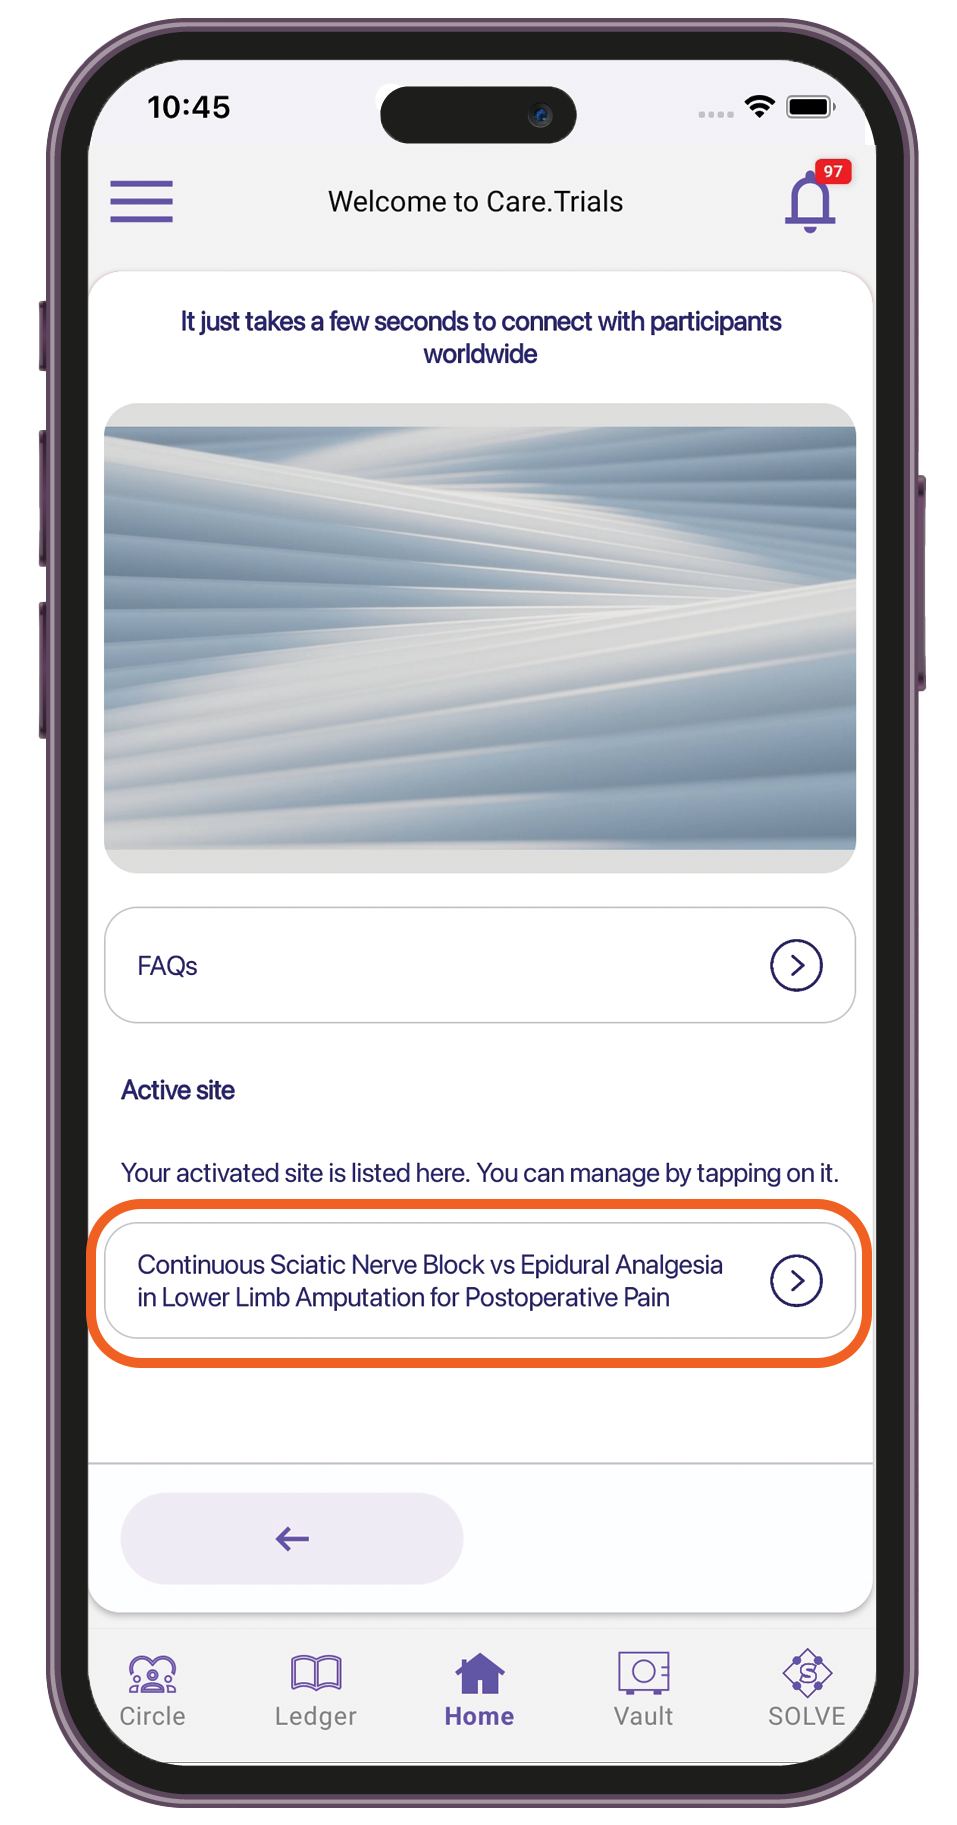 10:45
97
Welcome to Care.Trials
It just takes a few seconds to connect with participants
worldwide
FAQs
Active site
Your activated site is listed here. You can manage by tapping on it.
Continuous Sciatic Nerve Block vs Epidural Analgesia
in Lower Limb Amputation for Postoperative Pain
S
Circle
Ledger
Home
Vault
SOLVE